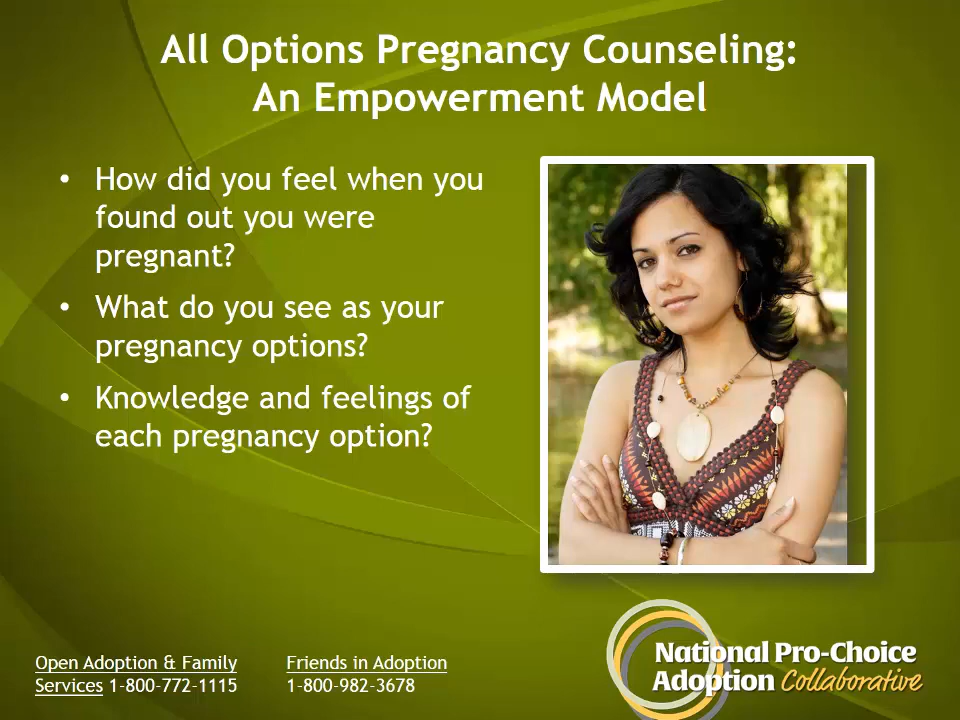 All Options Pregnancy Counseling:
An Empowerment Model
• How did you feel when you
found out you were
pregnant?
• What do you see as your
pregnancy options?
• Knowledge and feelings of
each pregnancy option?
Open Adoption & Family
Services 1-800-772-1115
Friends in Adoption
1-800-982-3678
National Pro-Choice
Adoption Collaborative